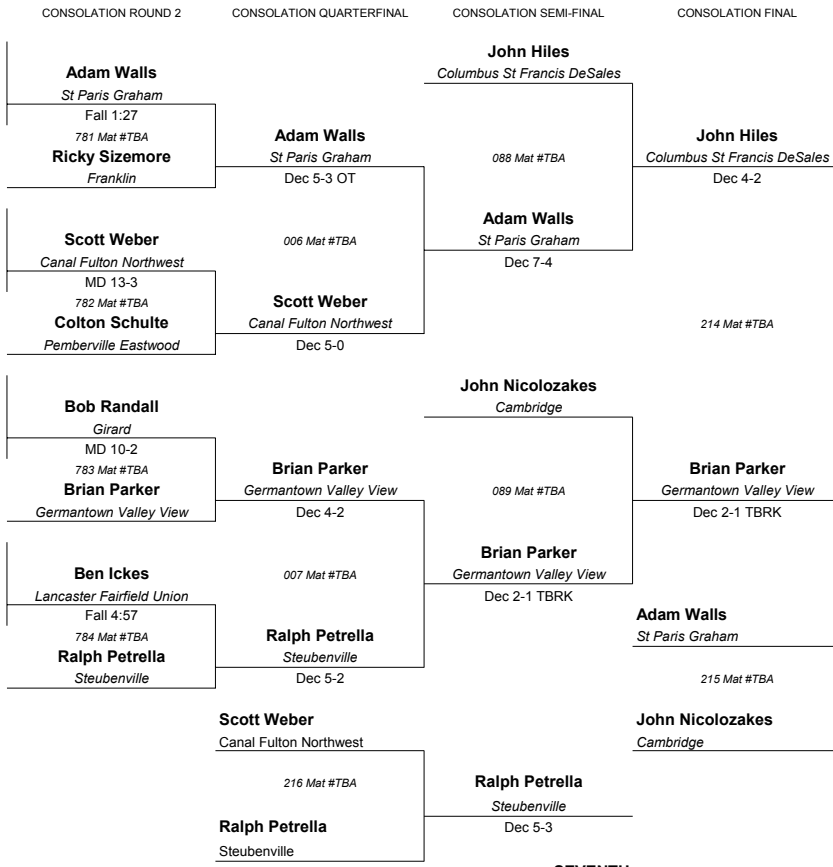 CONSOLATION ROUND 2
CONSOLATION QUARTERFINAL
CONSOLATION SEMI-FINAL
CONSOLATION FINAL
Adam Walls
St Paris Graham
Fall 1:27
781 Mat #TBA
Ricky Sizemore
Franklin
Scott Weber
Canal Fulton Northwest
MD 13-3
782 Mat #TBA
Colton Schulte
Pemberville Eastwood
Bob Randall
Girard
MD 10-2
783 Mat #TBA
Brian Parker
Germantown Valley View
Ben Ickes
Lancaster Fairfield Union
Fall 4:57
784 Mat #TBA
Ralph Petrella
Steubenville
Adam Walls
St Paris Graham
Dec 5-3 OT
006 Mat #TBA
Scott Weber
Canal Fulton Northwest
Dec 5-0
Brian Parker
Germantown Valley View
Dec 4-2
007 Mat #TBA
Ralph Petrella
Steubenville
Dec 5-2
Scott Weber
Canal Fulton Northwest
216 Mat #TBA
Ralph Petrella
Steubenville
John Hiles
Columbus St Francis DeSales
088 Mat #TBA
Adam Walls
St Paris Graham
Dec 7-4
John Nicolozakes
Cambridge
089 Mat #TBA
Brian Parker
Germantown Valley View
Dec 2-1 TBRK
Ralph Petrella
Steubenville
Dec 5-3
SEVENTH
John Hiles
Columbus St Francis DeSales
Dec 4-2
214 Mat #TBA
Brian Parker
Germantown Valley View
Dec 2-1 TBRK
Adam Walls
St Paris Graham
215 Mat #TBA
John Nicolozakes
Cambridge